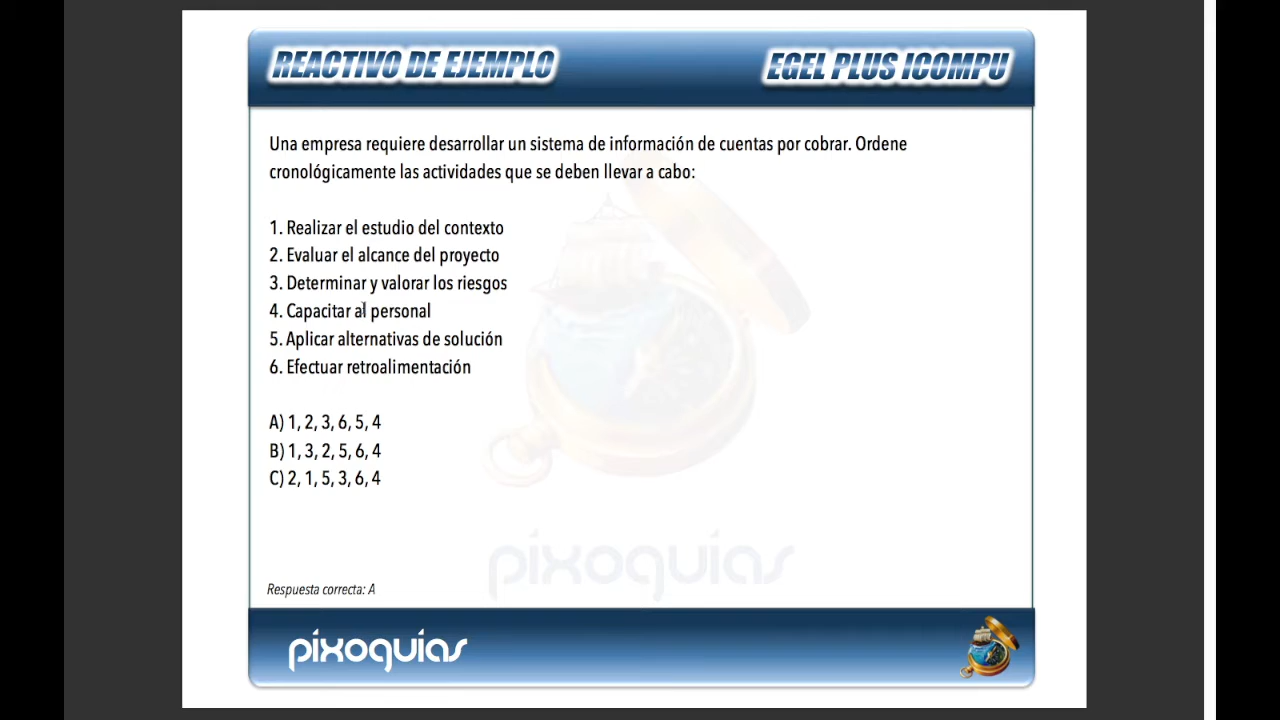 REACTIVO DE EJEMPLO
EGEL PLUS ICOMPU
Una empresa requiere desarrollar un sistema de información de cuentas por cobrar. Ordene
cronológicamente las actividades que se deben llevar a cabo:
1. Realizar el estudio del contexto
2. Evaluar el alcance del proyecto
3. Determinar y valorar los riesgos
4. Capacitar al personal
5. Aplicar alternativas de solución
6. Efectuar retroalimentación
A) 1, 2, 3, 6, 5, 4
B) 1, 3, 2, 5, 6, 4
C) 2, 1, 5, 3, 6, 4
pixoguías
Respuesta correcta: A
pixoguías